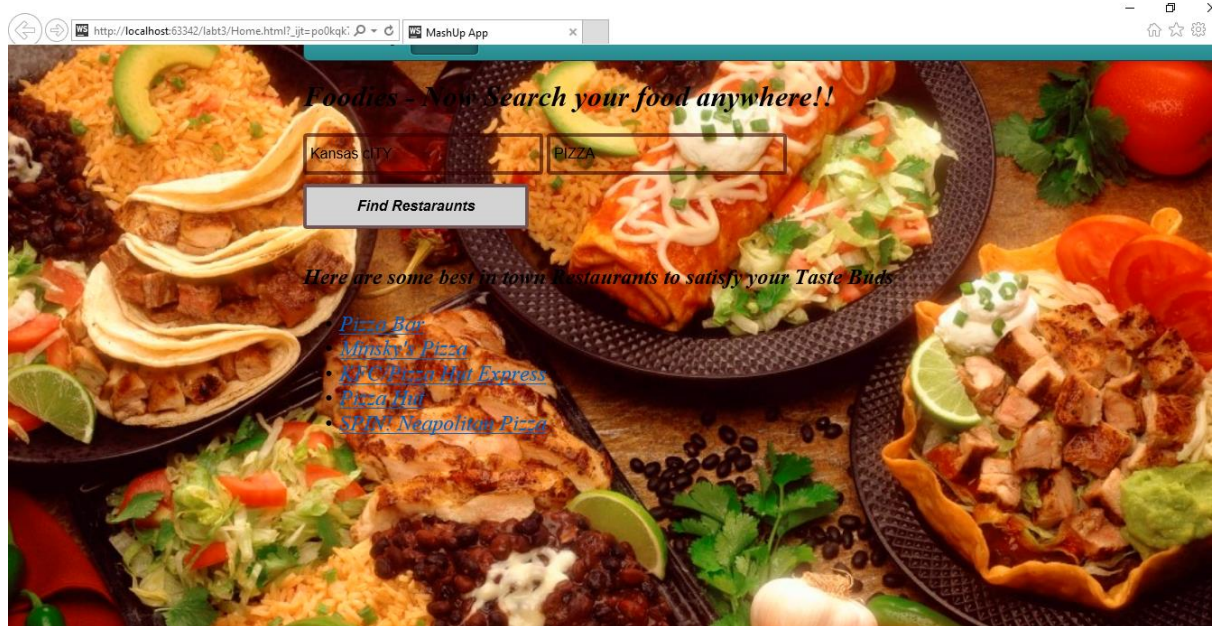 http://localhost:63342/labt3/Home.html?_ijt=po0kqk
WS MashUp App
Foodies - Now Search your food anywhere!!
Kansas ciTY PIZZA
Find Restaraunts
Here are some best in town Restaurants to satisfy your Taste Buds
• Pizza Bar
• Minsky's Pizza
• KFC/Pizza Hut Express
• Pizza Hut
• SPIN! Neapolitan Pizza